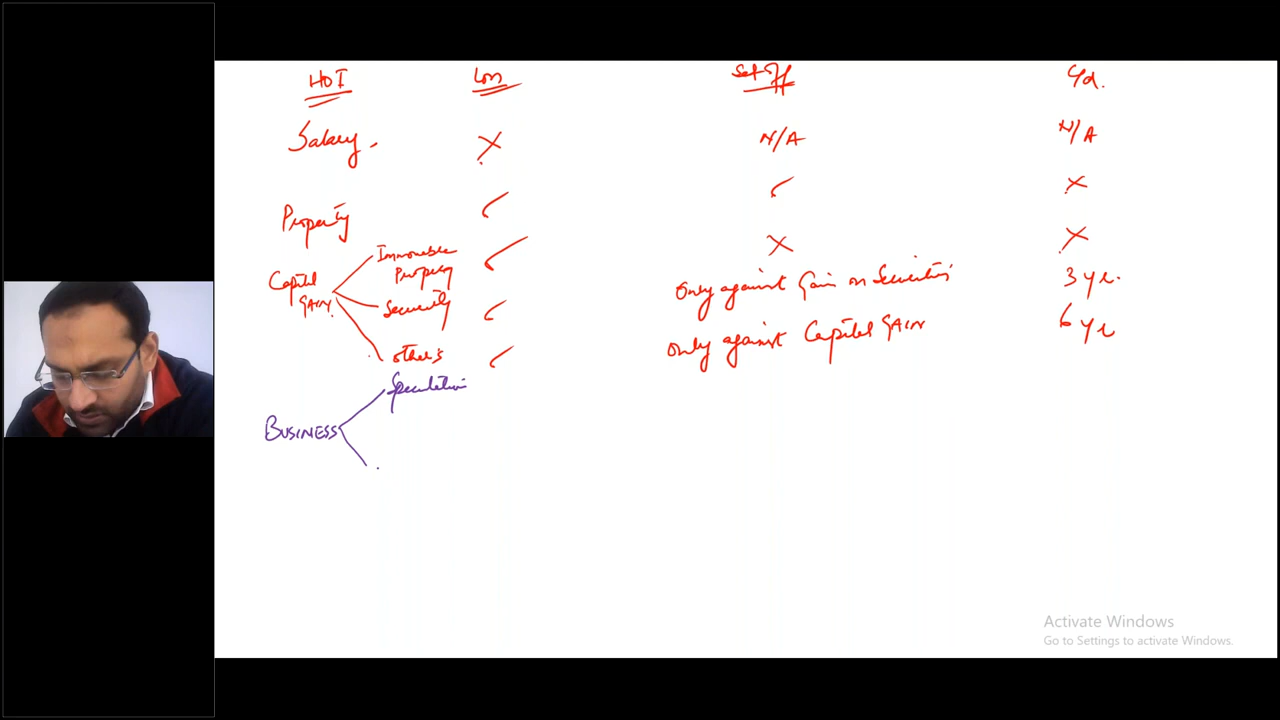 HOI Loss Set off C/d.
Salary. X N/A N/A
Property ✓ ✓ X
Capital GAIN Immovable Property ✓ X X
Security ✓ Only against Gain on Securities 3 yr.
other's ✓ Only against Capital GAIN 6 yr
BUSINESS Speculation
Activate Windows
Go to Settings to activate Windows.